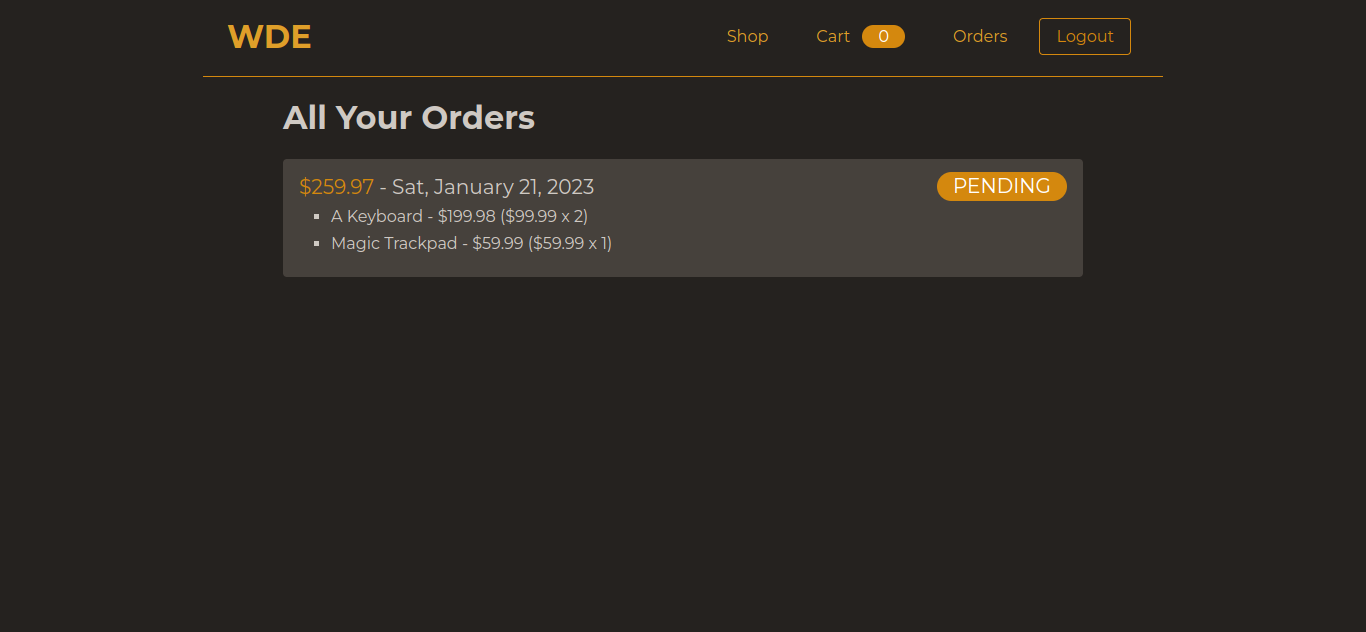 WDE Shop Cart 0 Orders Logout
All Your Orders
$259.97 - Sat, January 21, 2023 PENDING
A Keyboard - $199.98 ($99.99 x 2)
Magic Trackpad - $59.99 ($59.99 x 1)